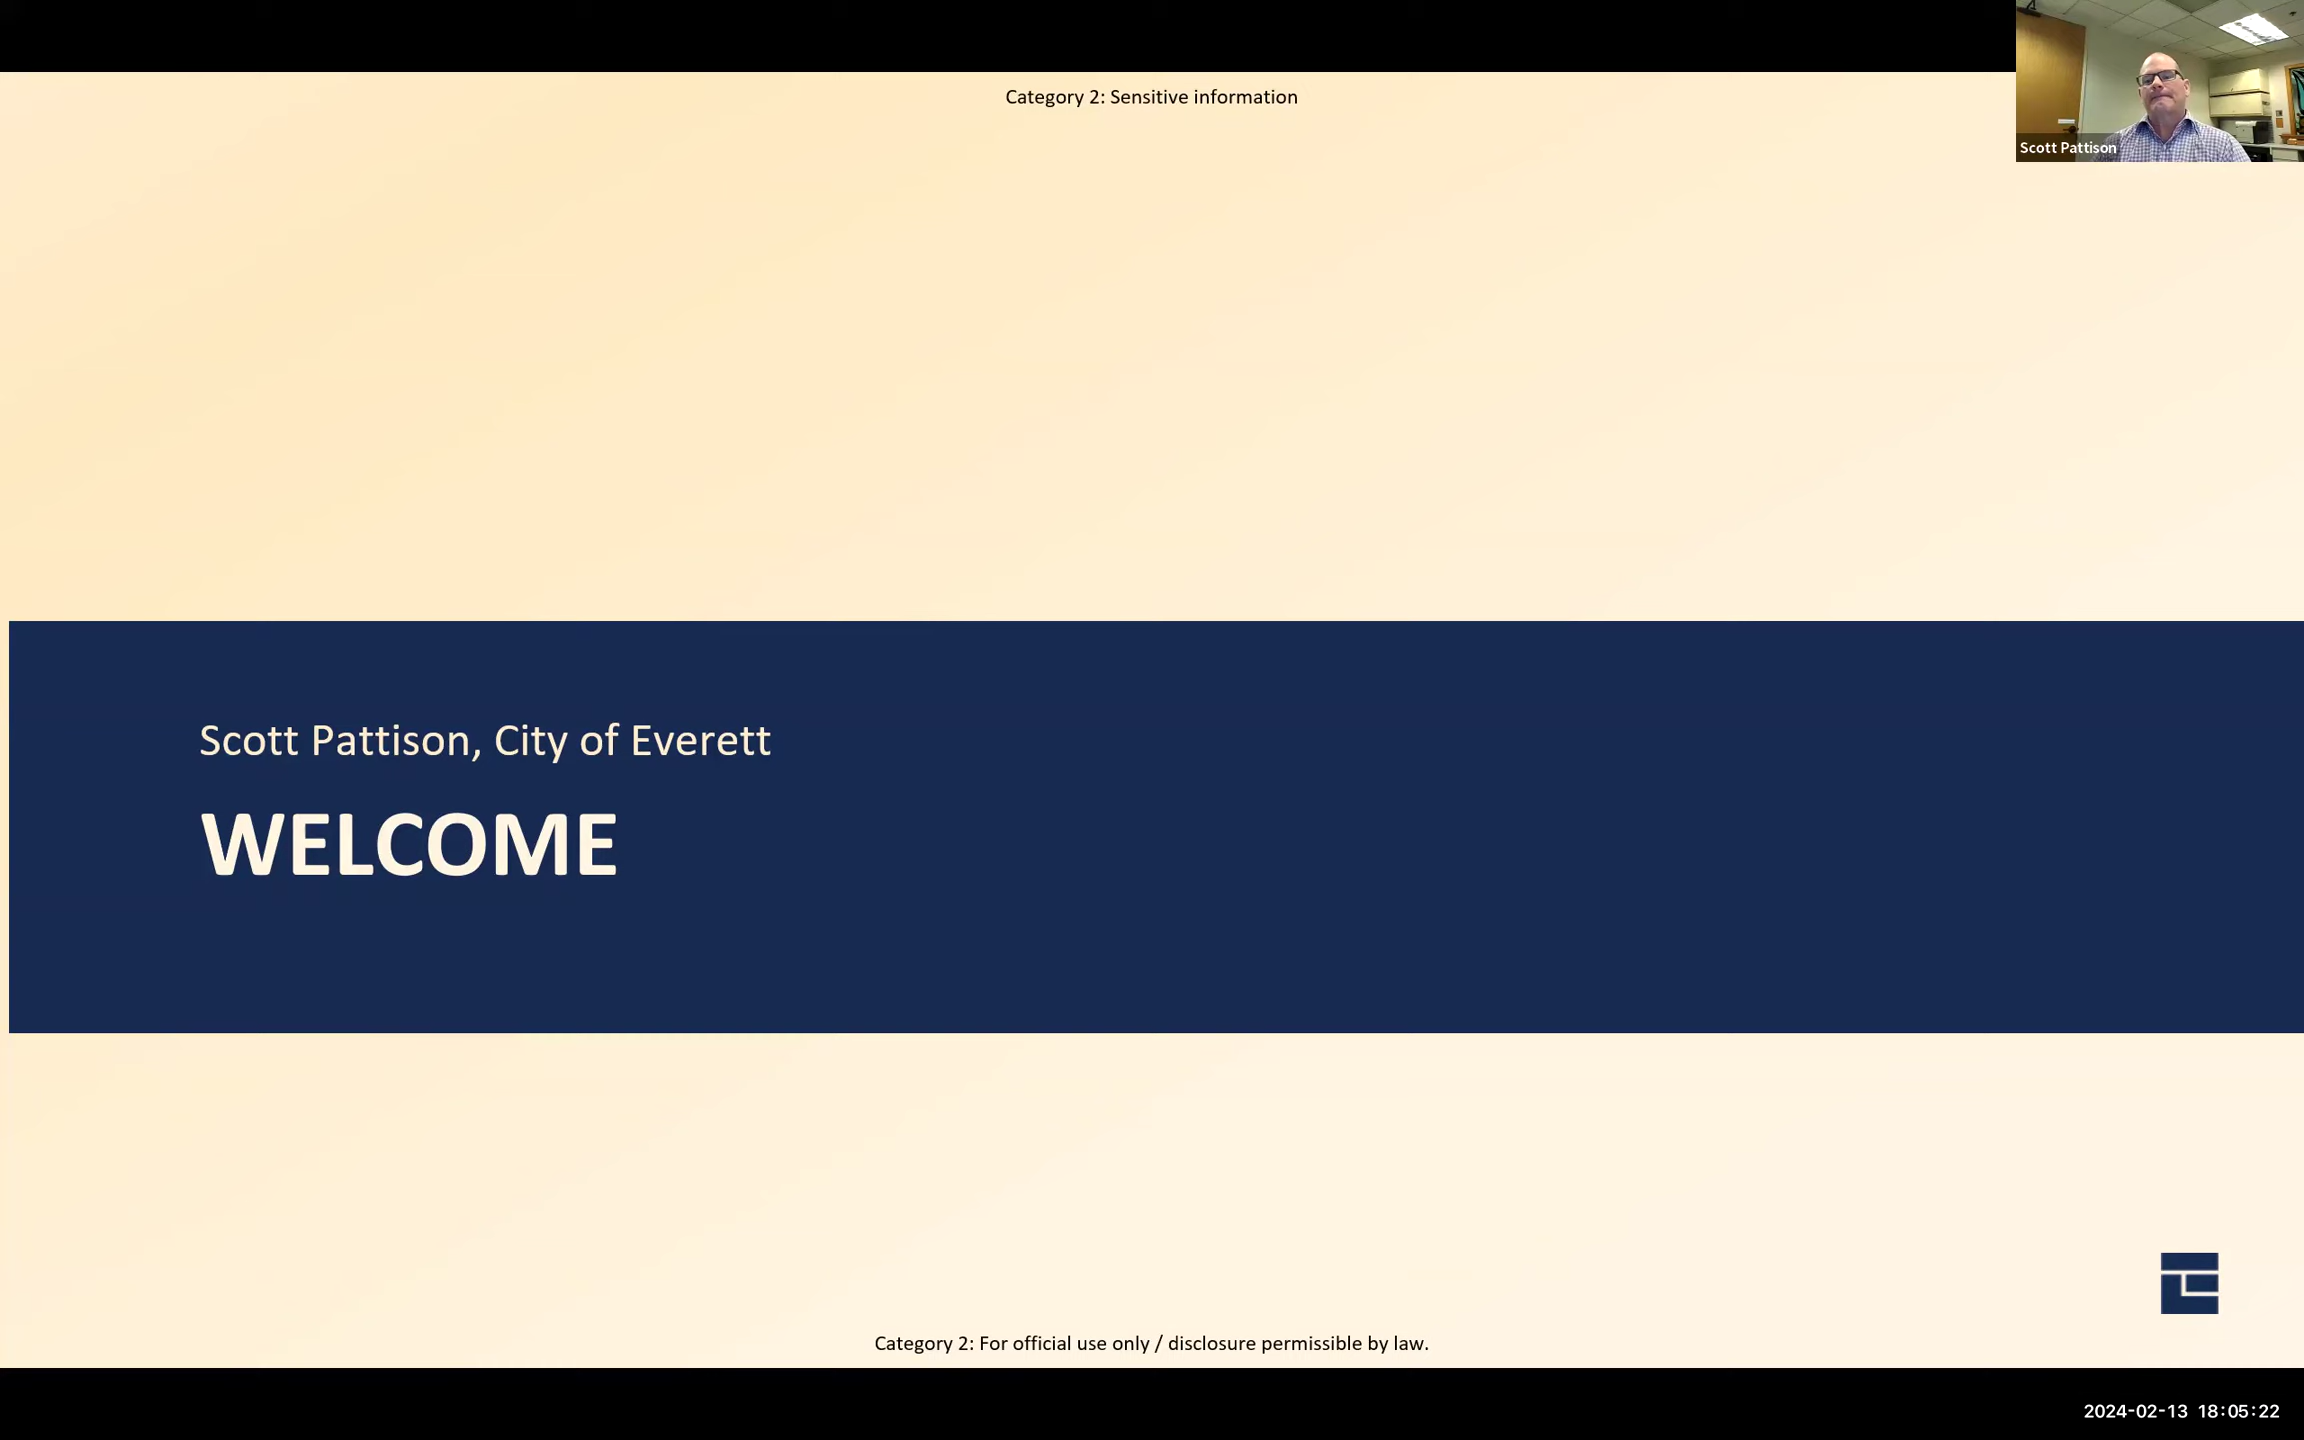 Category 2: Sensitive information
Scott Pattison
Scott Pattison, City of Everett
WELCOME
Category 2: For official use only / disclosure permissible by law.
2024-02-13 18:05:22